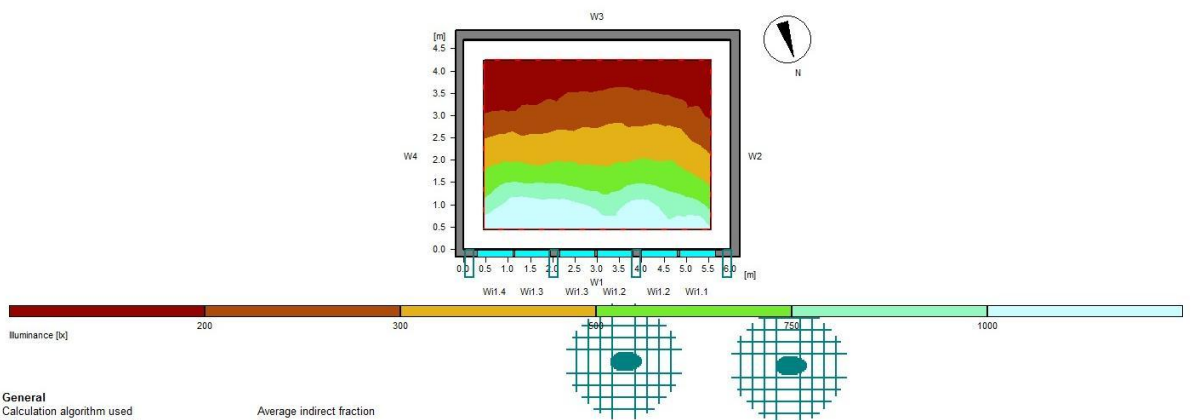 W3
[m]
4.5
4.0
3.5
3.0
2.5
2.0
1.5
1.0
0.5
0.0
N
W4
W2
0.0 0.5 1.0 1.5 2.0 2.5 3.0 3.5 4.0 4.5 5.0 5.5 6.0 [m]
W1
Wi1.4 Wi1.3 Wi1.3 Wi1.2 Wi1.2 Wi1.1
200 300 500 750 1000
Illuminance [lx]
General
Calculation algorithm used Average indirect fraction